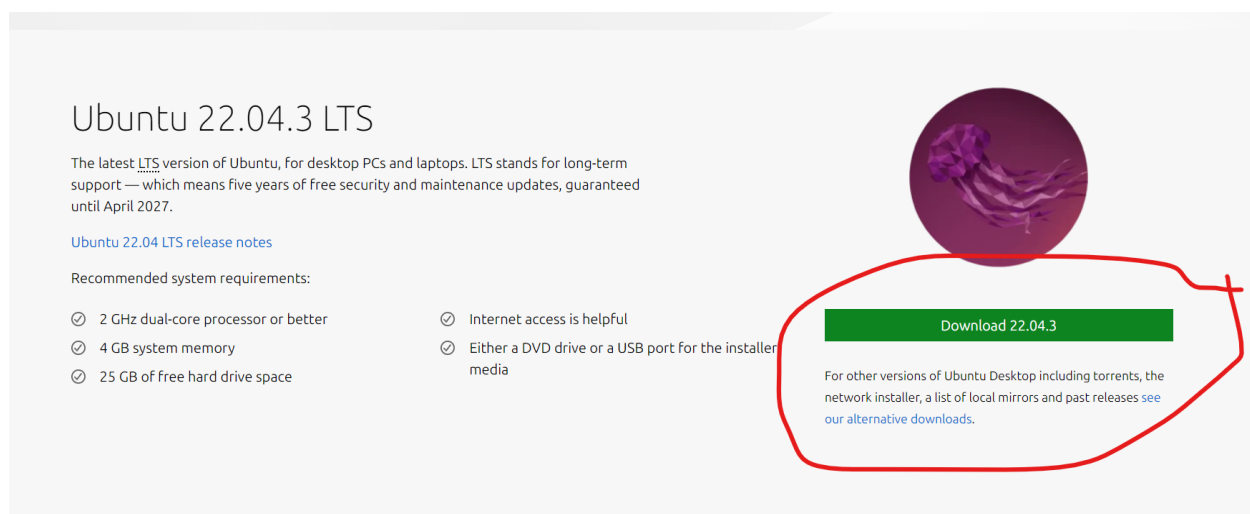 Ubuntu 22.04.3 LTS
The latest LTS version of Ubuntu, for desktop PCs and laptops. LTS stands for long-term
support — which means five years of free security and maintenance updates, guaranteed
until April 2027.
Ubuntu 22.04 LTS release notes
Recommended system requirements:
2 GHz dual-core processor or better
4 GB system memory
25 GB of free hard drive space
Internet access is helpful
Either a DVD drive or a USB port for the installer
media
Download 22.04.3
For other versions of Ubuntu Desktop including torrents, the
network installer, a list of local mirrors and past releases see
our alternative downloads.